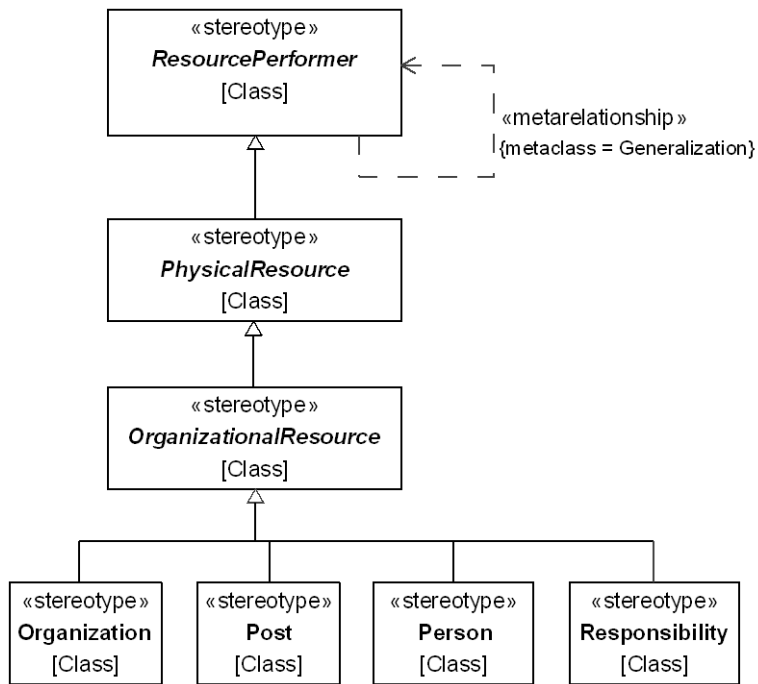 «stereotype»
ResourcePerformer
[Class]
«metarelationship»
{metaclass = Generalization}
«stereotype»
PhysicalResource
[Class]
«stereotype»
OrganizationalResource
[Class]
«stereotype»
Organization
[Class]
«stereotype»
Post
[Class]
«stereotype»
Person
[Class]
«stereotype»
Responsibility
[Class]